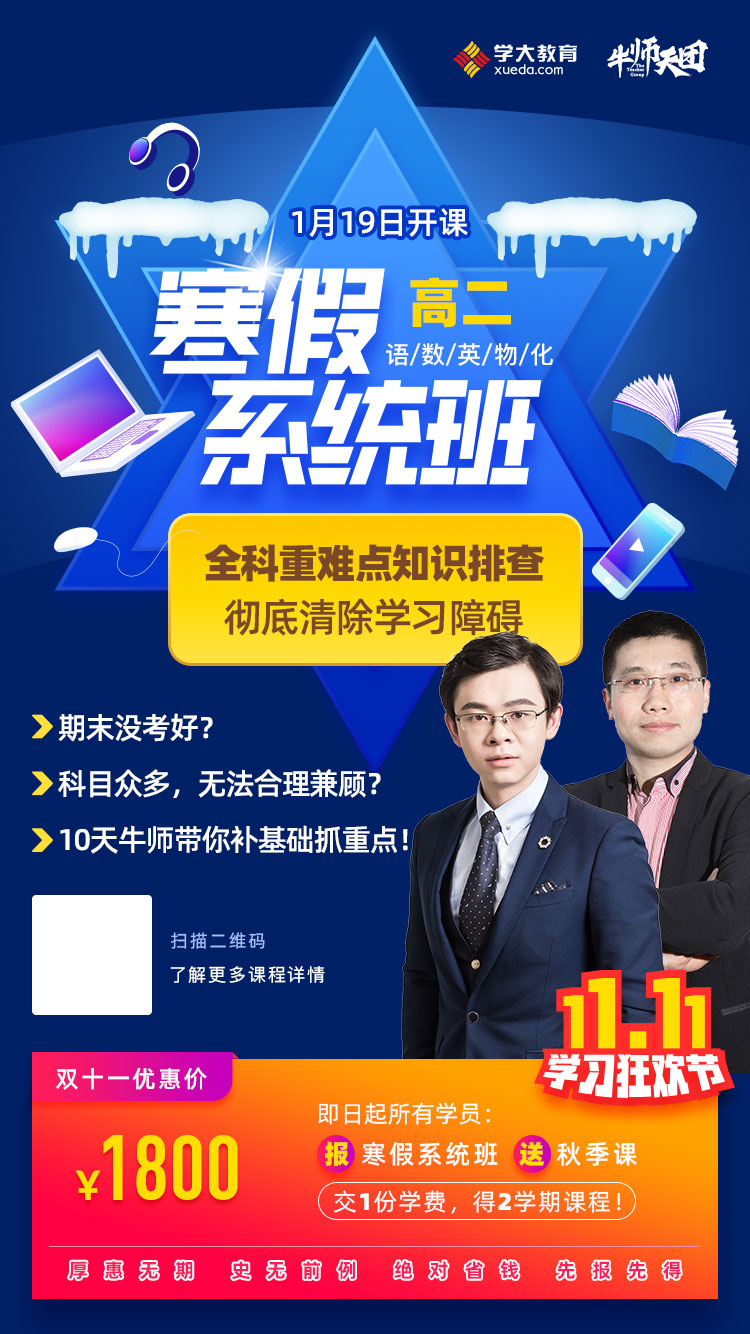 学大教育
xueda.com
牛师天团
The
Teacher
Group
1月19日开课
寒假
高二
语/数/英/物/化
系统班
全科重难点知识排查
彻底清除学习障碍
期末没考好?
科目众多，无法合理兼顾?
10天牛师带你补基础抓重点!
扫描二维码
了解更多课程详情
11.11
学习狂欢节
双十一优惠价
¥1800
即日起所有学员:
报 寒假系统班 送 秋季课
交1份学费，得2学期课程!
厚惠无期 史无前例 绝对省钱 先报先得